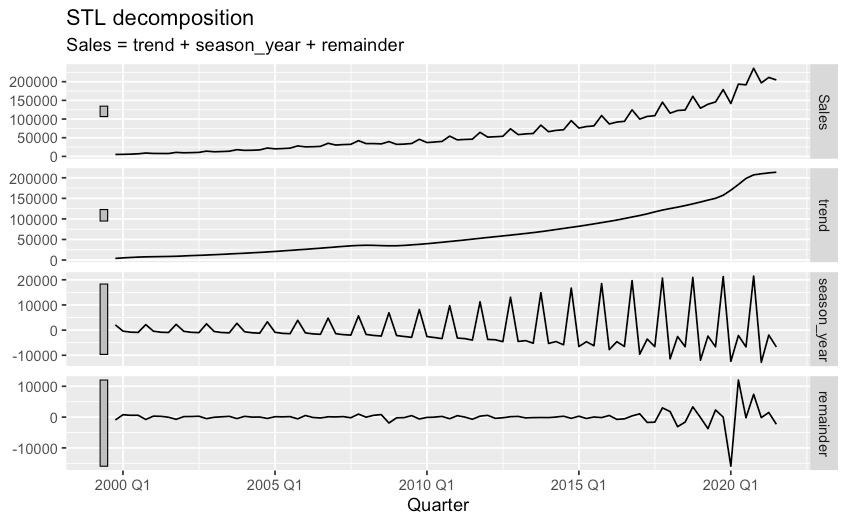 STL decomposition
Sales = trend + season_year + remainder
200000
150000
100000
50000
0
Sales
200000
150000
100000
50000
0
trend
20000
10000
0
-10000
season_year
10000
0
-10000
remainder
2000 Q1
2005 Q1
2010 Q1
2015 Q1
2020 Q1
Quarter